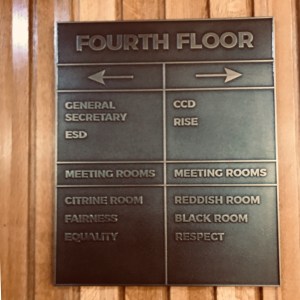 FOURTH FLOOR
GENERAL
SECRETARY
ESD
CCD
RISE
MEETING ROOMS
MEETING ROOMS
CITRINE ROOM
FAIRNESS
EQUALITY
REDDISH ROOM
BLACK ROOM
RESPECT